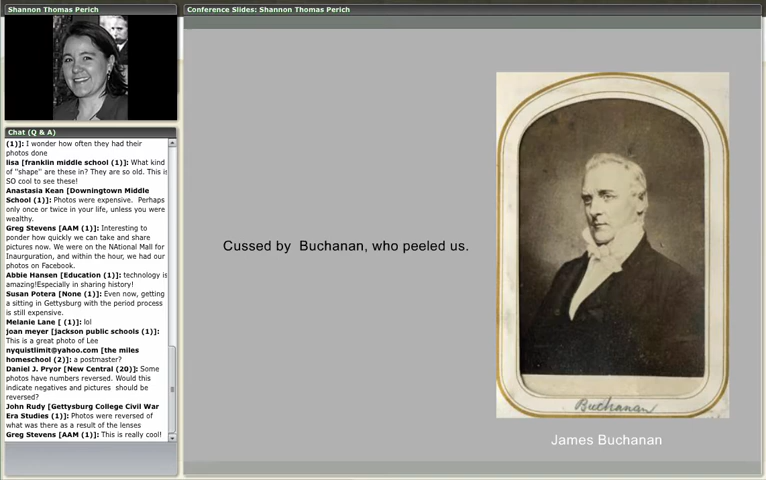 Shannon Thomas Perich
Conference Slides: Shannon Thomas Perich
Chat (Q & A)
(1)]: I wonder how often they had their
photos done
lisa [franklin middle school (1)]: What kind
of "shape" are these in? They are so old. This is
SO cool to see these!
Anastasia Kean [Downingtown Middle
School (1)]: Photos were expensive. Perhaps
only once or twice in your life, unless you were
wealthy.
Greg Stevens [AAM (1)]: Interesting to
ponder how quickly we can take and share
pictures now. We were on the NAtional Mall for
Inaurguration, and within the hour, we had our
photos on Facebook.
Abbie Hansen [Education (1)]: technology is
amazing!Especially in sharing history!
Susan Potera [None (1)]: Even now, getting
a sitting in Gettysburg with the period process
is still expensive.
Melanie Lane [ (1)]: lol
joan meyer [jackson public schools (1)]:
This is a great photo of Lee
nyquistlimit@yahoo.com [the miles
homeschool (2)]: a postmaster?
Daniel J. Pryor [New Central (20)]: Some
photos have numbers reversed. Would this
indicate negatives and pictures should be
reversed?
John Rudy [Gettysburg College Civil War
Era Studies (1)]: Photos were reversed of
what was there as a result of the lenses
Greg Stevens [AAM (1)]: This is really cool!
Cussed by Buchanan, who peeled us.
Buchanan
James Buchanan